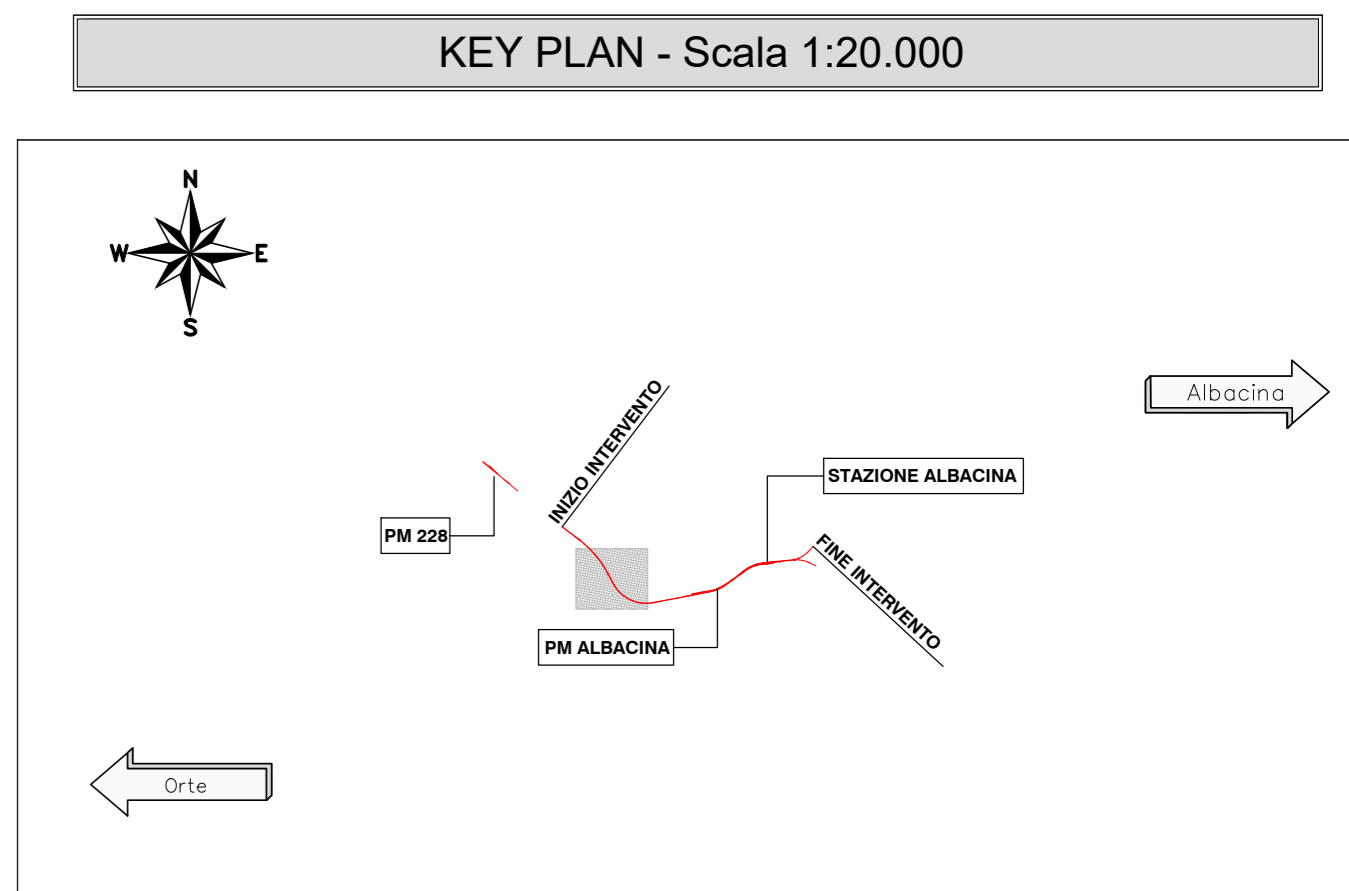 KEY PLAN - Scala 1:20.000
N
W
E
S
Albacina
INIZIO INTERVENTO
STAZIONE ALBACINA
PM 228
FINE INTERVENTO
PM ALBACINA
Orte